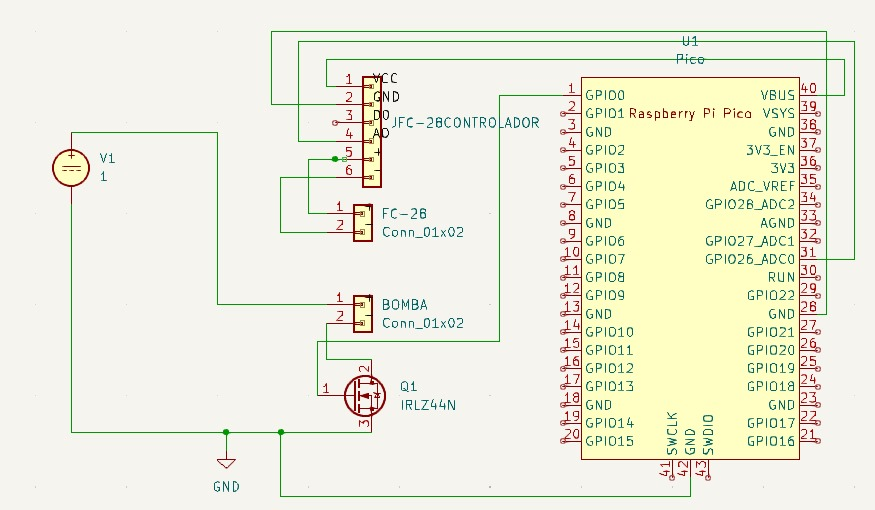 U1
Pico
1 VCC
2 GND
3 D0
4 A0
5 +
6 -
JFC-28CONTROLADOR
V1
1
+
1 +
2 -
FC-28
Conn_01x02
1 +
2 -
BOMBA
Conn_01x02
Q1
IRLZ44N
1
2
3
GND
Raspberry Pi Pico
1 GPIO0
2 GPIO1
3 GND
4 GPIO2
5 GPIO3
6 GPIO4
7 GPIO5
8 GND
9 GPIO6
10 GPIO7
11 GPIO8
12 GPIO9
13 GND
14 GPIO10
15 GPIO11
16 GPIO12
17 GPIO13
18 GND
19 GPIO14
20 GPIO15
VBUS 40
VSYS 39
GND 38
3V3_EN 37
3V3 36
ADC_VREF 35
GPIO28_ADC2 34
AGND 33
GPIO27_ADC1 32
GPIO26_ADC0 31
RUN 30
GPIO22 29
GND 28
GPIO21 27
GPIO20 26
GPIO19 25
GPIO18 24
GND 23
GPIO17 22
GPIO16 21
SWCLK 41
GND 42
SWDIO 43